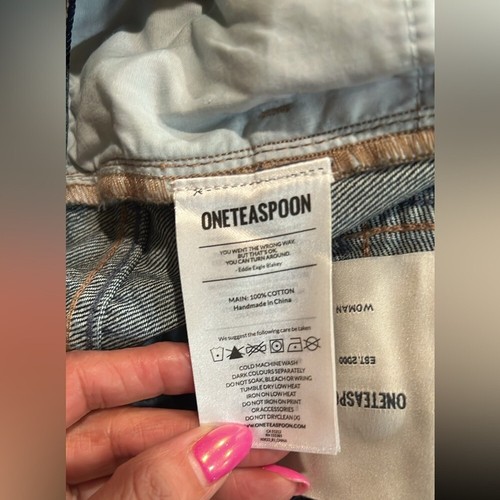 ONETEASPOON
YOU WENT THE WRONG WAY.
BUT THAT'S OK.
YOU CAN TURN AROUND.
Eddie Eagle Blakey
MAIN: 100% COTTON
Handmade in China
We suggest the following care be taken
COLD MACHINE WASH
DARK COLOURS SEPARATELY
DO NOT SOAK, BLEACH OR WRING
TUMBLE DRY LOW HEAT
IRON ON LOW HEAT
DO NOT IRON ON PRINT
OR ACCESSORIES
DO NOT DRYCLEAN DG
WWW.ONETEASPOON.COM
WOMAN
EST. 2000
ONETEASPOO